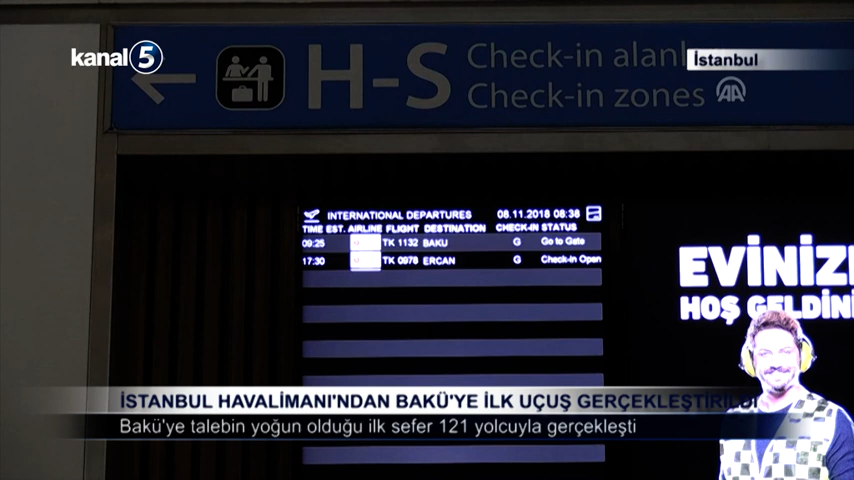 kanal 5
H-S
Check-in alanl
Check-in zones
İstanbul
AA
INTERNATIONAL DEPARTURES 08.11.2018 08:38
TIME EST. AIRLINE FLIGHT DESTINATION CHECK-IN STATUS
09:25 TK 1132 BAKU G Go to Gate
17:30 TK 0978 ERCAN G Check-in Open
EVİNİZ
HOŞ GELDİNİ
İSTANBUL HAVALİMANI'NDAN BAKÜ'YE İLK UÇUŞ GERÇEKLEŞTİRİLDİ
Bakü'ye talebin yoğun olduğu ilk sefer 121 yolcuyla gerçekleşti